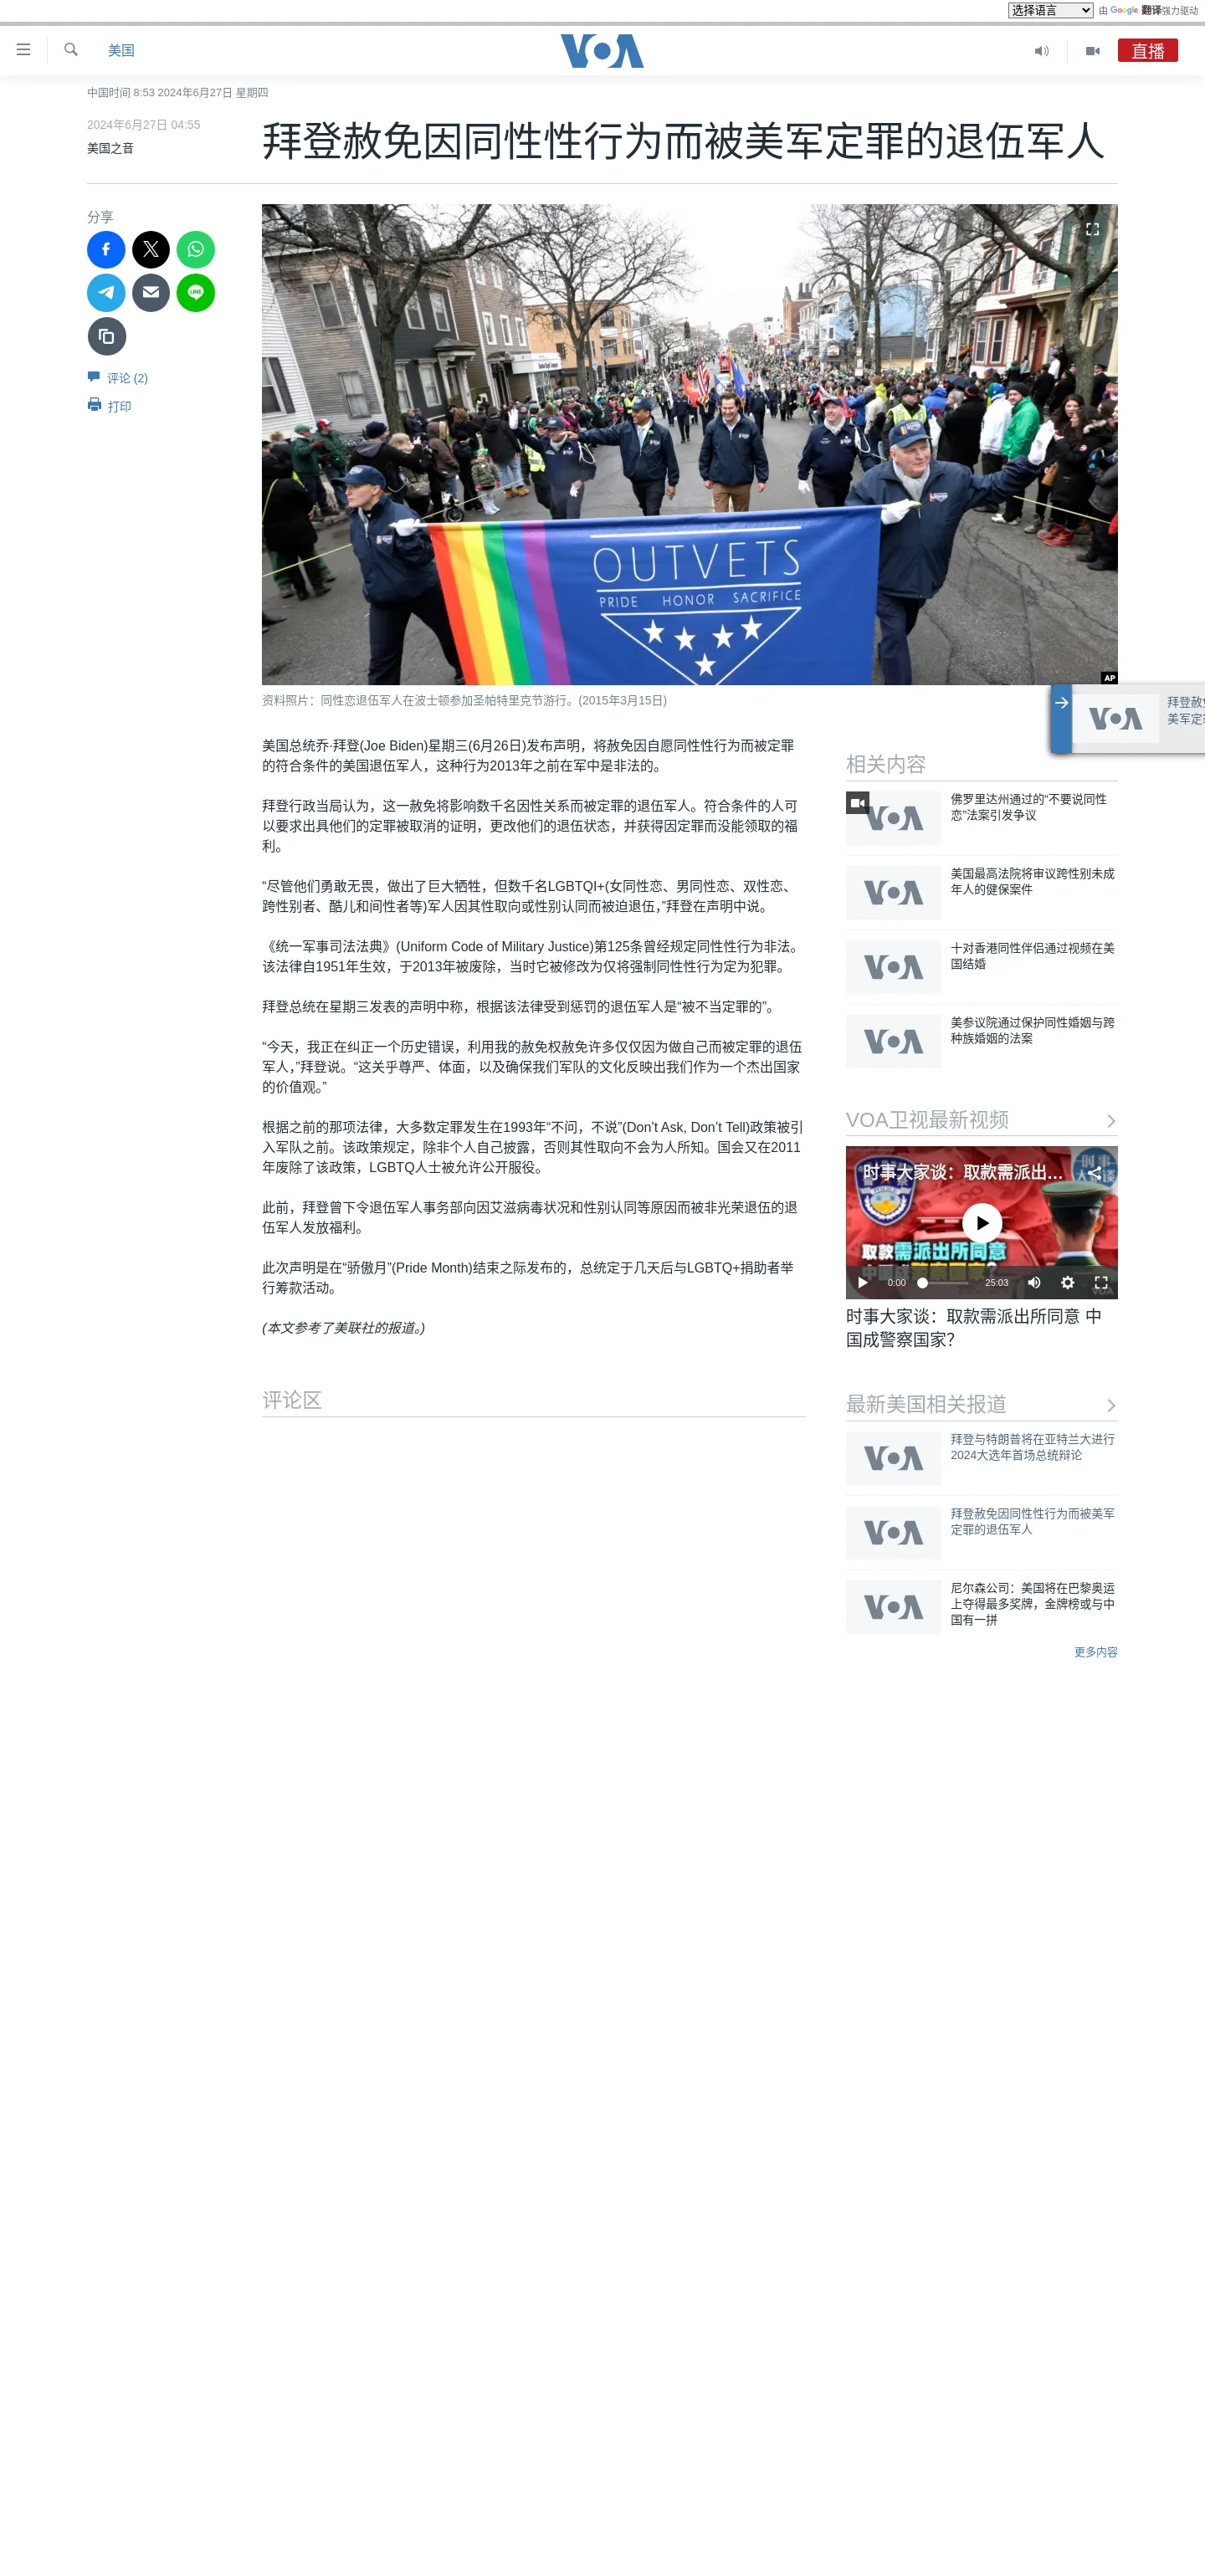 选择语言
由 Google 翻译强力驱动
美国
VOA
直播
中国时间 8:53 2024年6月27日 星期四
2024年6月27日 04:55
美国之音
拜登赦免因同性性行为而被美军定罪的退伍军人
分享
LINE
评论 (2)
打印
OUTVETS
PRIDE HONOR SACRIFICE
AP
资料照片：同性恋退伍军人在波士顿参加圣帕特里克节游行。(2015年3月15日)
VOA
拜登赦免
美军定罪
美国总统乔·拜登(Joe Biden)星期三(6月26日)发布声明，将赦免因自愿同性性行为而被定罪
的符合条件的美国退伍军人，这种行为2013年之前在军中是非法的。
拜登行政当局认为，这一赦免将影响数千名因性关系而被定罪的退伍军人。符合条件的人可
以要求出具他们的定罪被取消的证明，更改他们的退伍状态，并获得因定罪而没能领取的福
利。
“尽管他们勇敢无畏，做出了巨大牺牲，但数千名LGBTQI+(女同性恋、男同性恋、双性恋、
跨性别者、酷儿和间性者等)军人因其性取向或性别认同而被迫退伍，”拜登在声明中说。
《统一军事司法法典》(Uniform Code of Military Justice)第125条曾经规定同性性行为非法。
该法律自1951年生效，于2013年被废除，当时它被修改为仅将强制同性性行为定为犯罪。
拜登总统在星期三发表的声明中称，根据该法律受到惩罚的退伍军人是“被不当定罪的”。
“今天，我正在纠正一个历史错误，利用我的赦免权赦免许多仅仅因为做自己而被定罪的退伍
军人，”拜登说。“这关乎尊严、体面，以及确保我们军队的文化反映出我们作为一个杰出国家
的价值观。”
根据之前的那项法律，大多数定罪发生在1993年“不问，不说”(Don’t Ask, Don’t Tell)政策被引
入军队之前。该政策规定，除非个人自己披露，否则其性取向不会为人所知。国会又在2011
年废除了该政策，LGBTQ人士被允许公开服役。
此前，拜登曾下令退伍军人事务部向因艾滋病毒状况和性别认同等原因而被非光荣退伍的退
伍军人发放福利。
此次声明是在“骄傲月”(Pride Month)结束之际发布的，总统定于几天后与LGBTQ+捐助者举
行筹款活动。
(本文参考了美联社的报道。)
评论区
相关内容
VOA
佛罗里达州通过的"不要说同性
恋"法案引发争议
VOA
美国最高法院将审议跨性别未成
年人的健保案件
VOA
十对香港同性伴侣通过视频在美
国结婚
VOA
美参议院通过保护同性婚姻与跨
种族婚姻的法案
VOA卫视最新视频
时事大家谈：取款需派出...
取款需派出所同意
0:00
25:03
VOA
时事大家谈：取款需派出所同意 中
国成警察国家？
最新美国相关报道
VOA
拜登与特朗普将在亚特兰大进行
2024大选年首场总统辩论
VOA
拜登赦免因同性性行为而被美军
定罪的退伍军人
VOA
尼尔森公司：美国将在巴黎奥运
上夺得最多奖牌，金牌榜或与中
国有一拼
更多内容